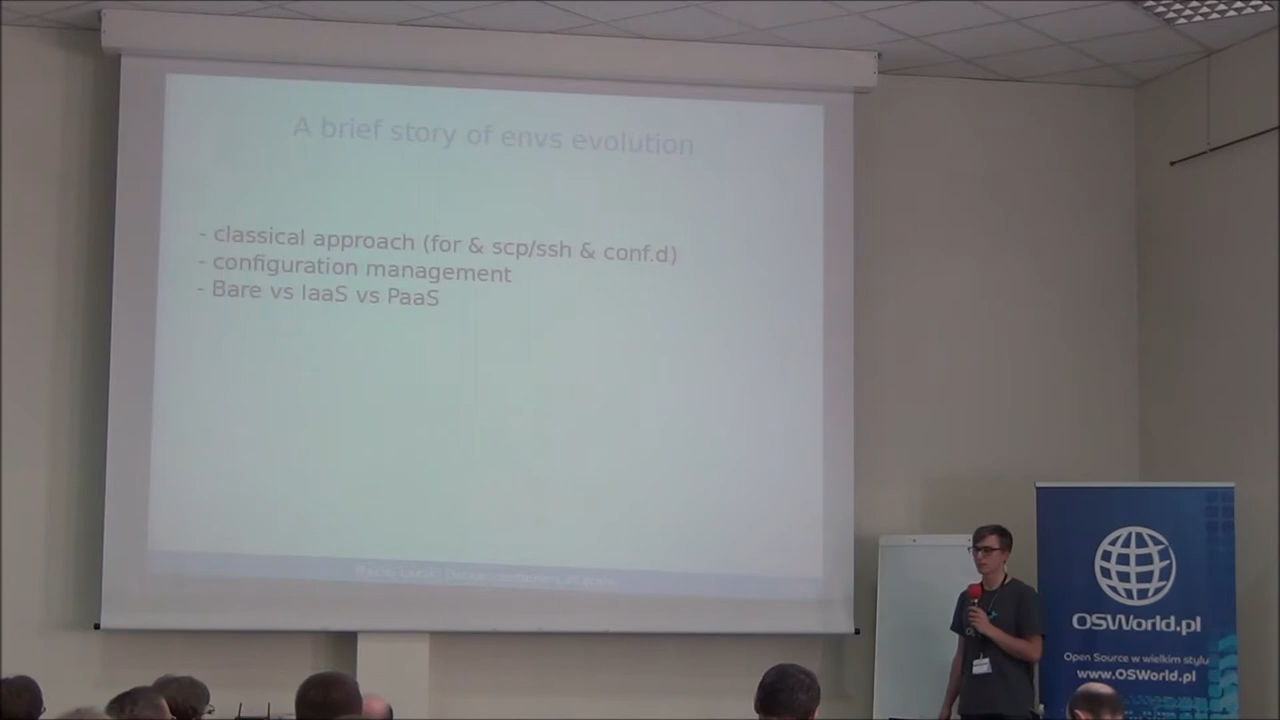 A brief story of envs evolution
- classical approach (for & scp/ssh & conf.d)
- configuration management
- Bare vs IaaS vs PaaS
OSWorld.pl
Open Source w wielkim stylu
www.OSWorld.pl